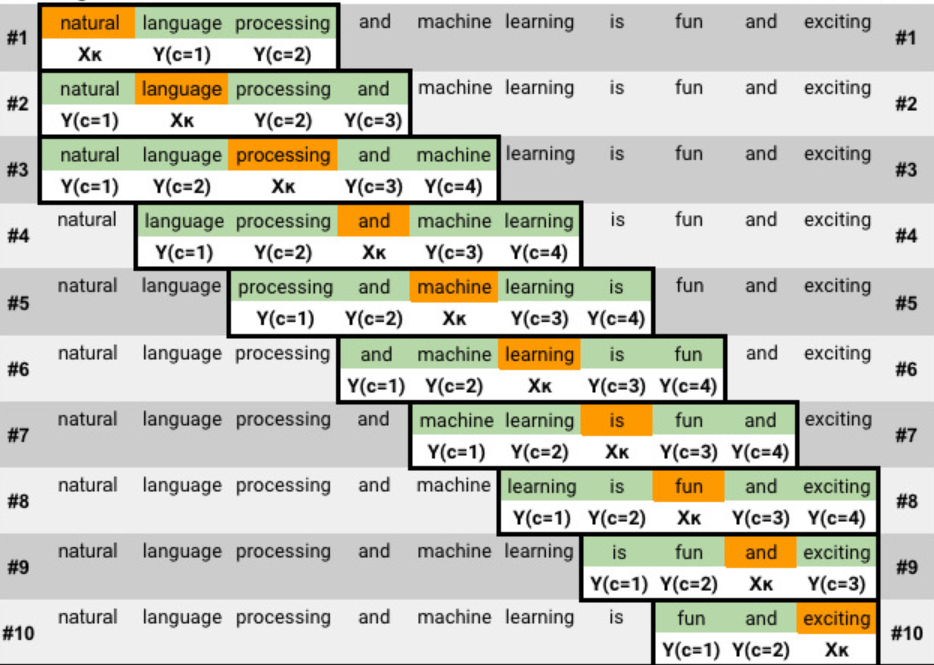 #1 natural language processing and machine learning is fun and exciting #1
Xκ Y(c=1) Y(c=2)
#2 natural language processing and machine learning is fun and exciting #2
Y(c=1) Xκ Y(c=2) Y(c=3)
#3 natural language processing and machine learning is fun and exciting #3
Y(c=1) Y(c=2) Xκ Y(c=3) Y(c=4)
#4 natural language processing and machine learning is fun and exciting #4
Y(c=1) Y(c=2) Xκ Y(c=3) Y(c=4)
#5 natural language processing and machine learning is fun and exciting #5
Y(c=1) Y(c=2) Xκ Y(c=3) Y(c=4)
#6 natural language processing and machine learning is fun and exciting #6
Y(c=1) Y(c=2) Xκ Y(c=3) Y(c=4)
#7 natural language processing and machine learning is fun and exciting #7
Y(c=1) Y(c=2) Xκ Y(c=3) Y(c=4)
#8 natural language processing and machine learning is fun and exciting #8
Y(c=1) Y(c=2) Xκ Y(c=3) Y(c=4)
#9 natural language processing and machine learning is fun and exciting #9
Y(c=1) Y(c=2) Xκ Y(c=3)
#10 natural language processing and machine learning is fun and exciting #10
Y(c=1) Y(c=2) Xκ